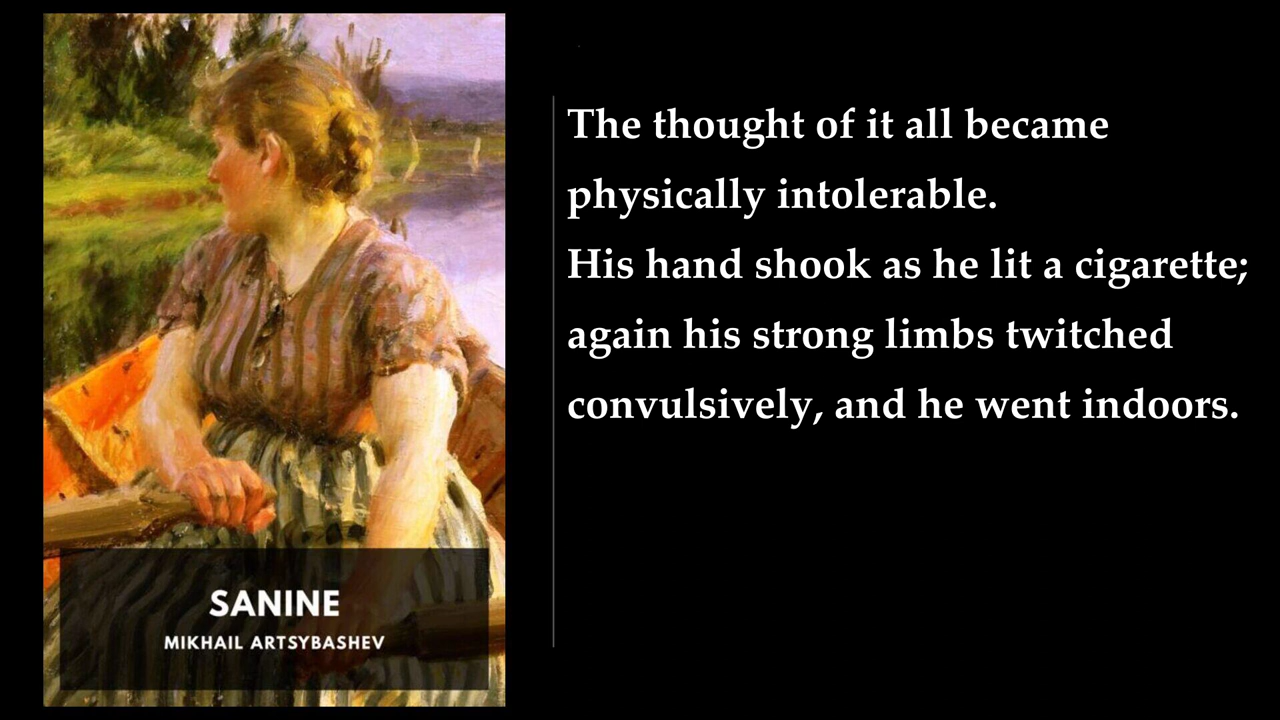 The thought of it all became
physically intolerable.
His hand shook as he lit a cigarette;
again his strong limbs twitched
convulsively, and he went indoors.
SANINE
MIKHAIL ARTSYBASHEV